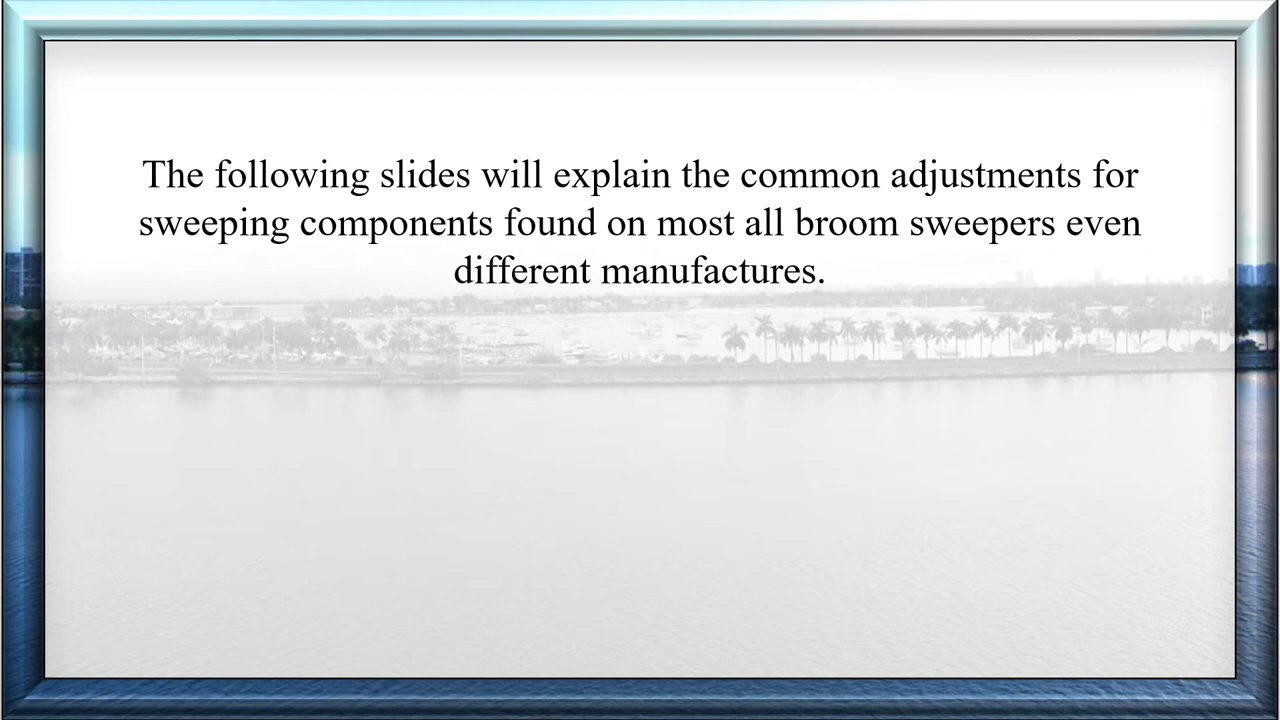 The following slides will explain the common adjustments for
sweeping components found on most all broom sweepers even
different manufactures.